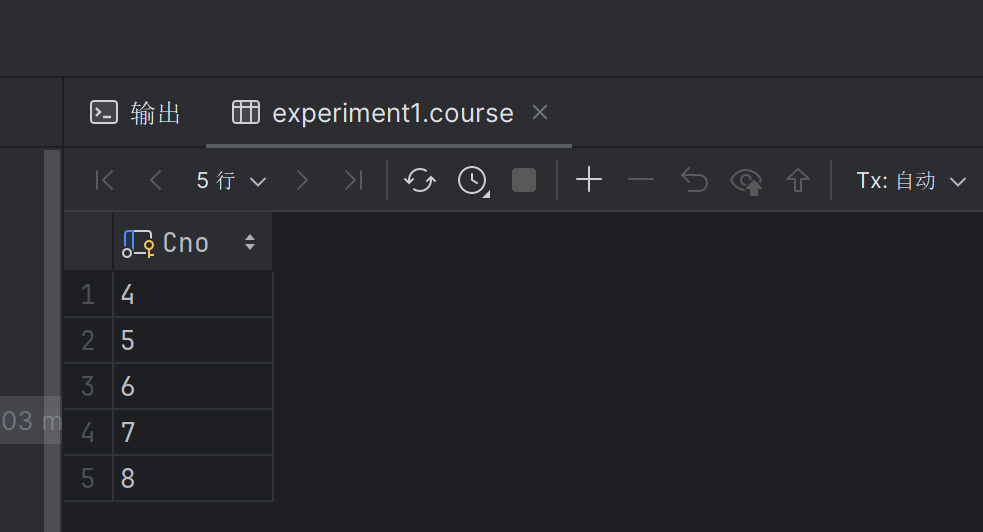 输出 experiment1.course
5 行 Tx: 自动
Cno
1 4
2 5
3 6
4 7
5 8
03 m